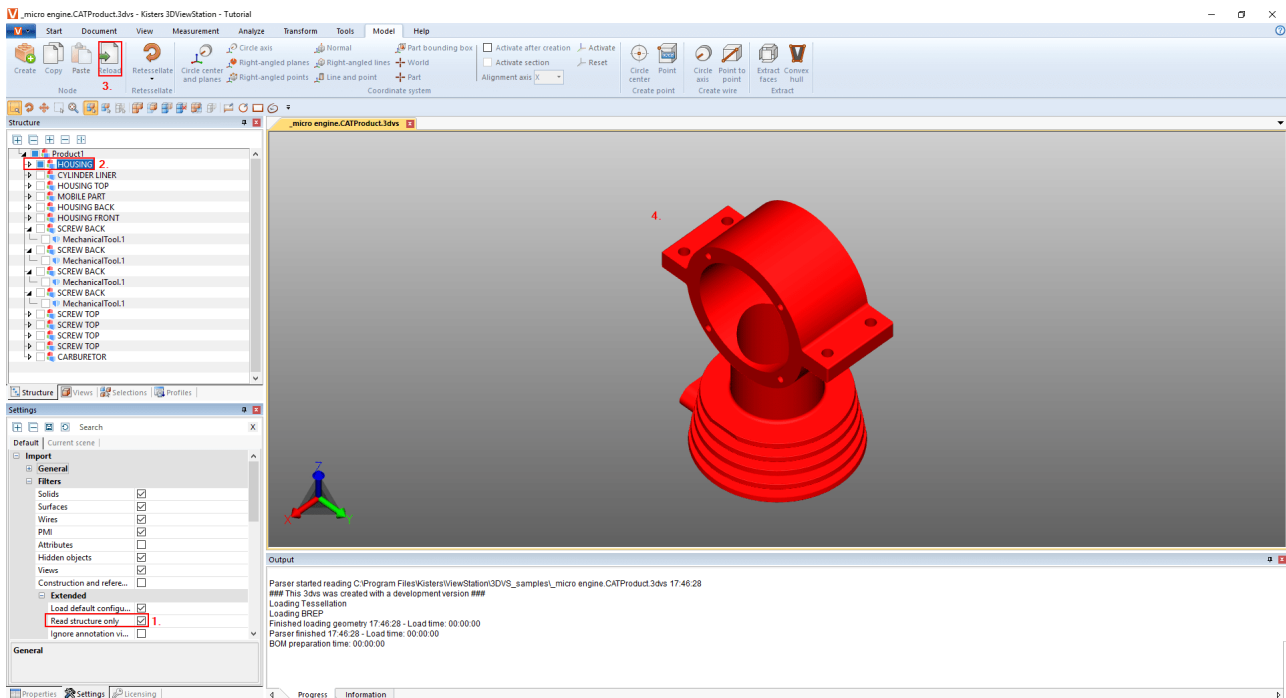 _micro engine.CATProduct.3dvs - Kisters 3DViewStation - Tutorial
Start Document View Measurement Analyze Transform Tools Model Help
Create Copy Paste Reload
3.
Node
Retessellate
Retessellate
Circle center and planes
Circle axis Normal Part bounding box
Right-angled planes Right-angled lines World
Right-angled points Line and point Part
Coordinate system
Activate after creation Activate
Activate section Reset
Alignment axis X
Circle center Point
Create point
Circle axis Point to point
Create wire
Extract faces Convex hull
Extract
Structure
_micro engine.CATProduct.3dvs
Product1
HOUSING 2.
CYLINDER LINER
HOUSING TOP
MOBILE PART
HOUSING BACK
HOUSING FRONT
SCREW BACK
MechanicalTool.1
SCREW BACK
MechanicalTool.1
SCREW BACK
MechanicalTool.1
SCREW BACK
MechanicalTool.1
SCREW TOP
SCREW TOP
SCREW TOP
SCREW TOP
CARBURETOR
Structure Views Selections Profiles
4.
Z
X
Y
Settings
Search X
Default Current scene
Import
General
Filters
Solids
Surfaces
Wires
PMI
Attributes
Hidden objects
Views
Construction and refere...
Extended
Load default configu...
Read structure only 1.
Ignore annotation vi...
General
Properties Settings Licensing
Output
Parser started reading C:\Program Files\Kisters\ViewStation\3DVS_samples\_micro engine.CATProduct.3dvs 17:46:28
### This 3dvs was created with a development version ###
Loading Tessellation
Loading BREP
Finished loading geometry 17:46:28 - Load time: 00:00:00
Parser finished 17:46:28 - Load time: 00:00:00
BOM preparation time: 00:00:00
Progress Information